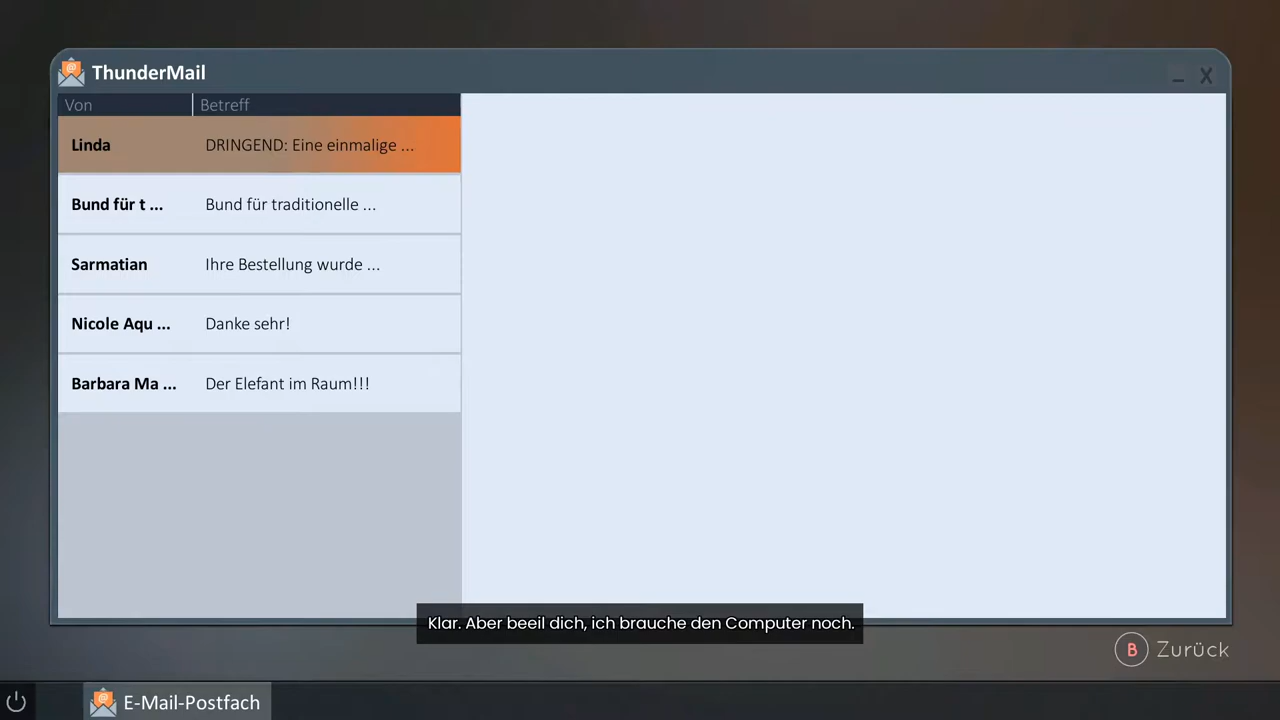 ThunderMail
Von Betreff
Linda DRINGEND: Eine einmalige ...
Bund für t ... Bund für traditionelle ...
Sarmatian Ihre Bestellung wurde ...
Nicole Aqu ... Danke sehr!
Barbara Ma ... Der Elefant im Raum!!!
Klar. Aber beeil dich, ich brauche den Computer noch.
B Zurück
E-Mail-Postfach